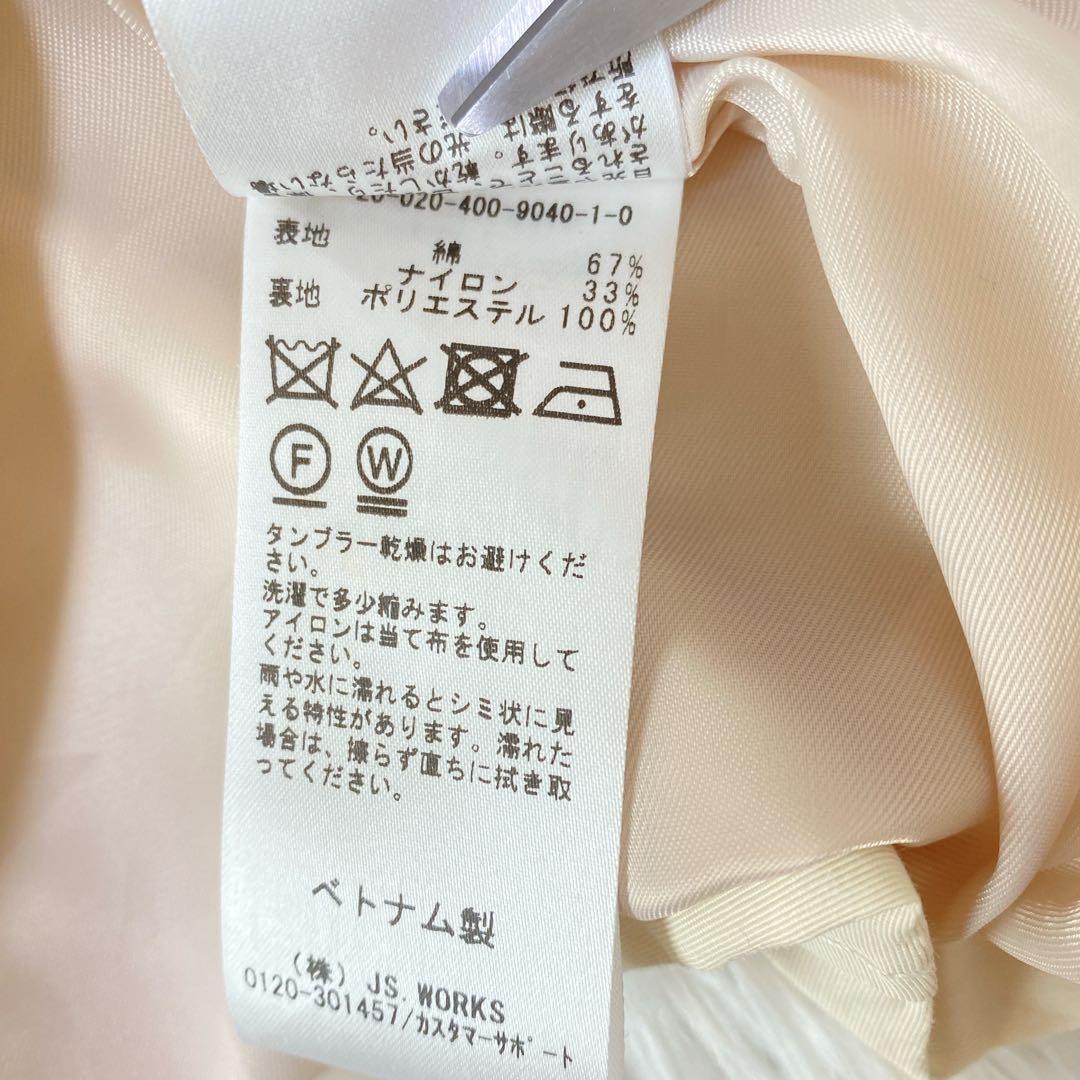 20-020-400-9040-1-0
表地 綿 67%
ナイロン 33%
裏地 ポリエステル 100%
F W
タンブラー乾燥はお避けくだ
さい。
洗濯で多少縮みます。
アイロンは当て布を使用して
ください。
雨や水に濡れるとシミ状に見
える特性があります。濡れた
場合は、擦らず直ちに拭き取
ってください。
ベトナム製
(株) JS.WORKS
0120-301457/カスタマーサポート